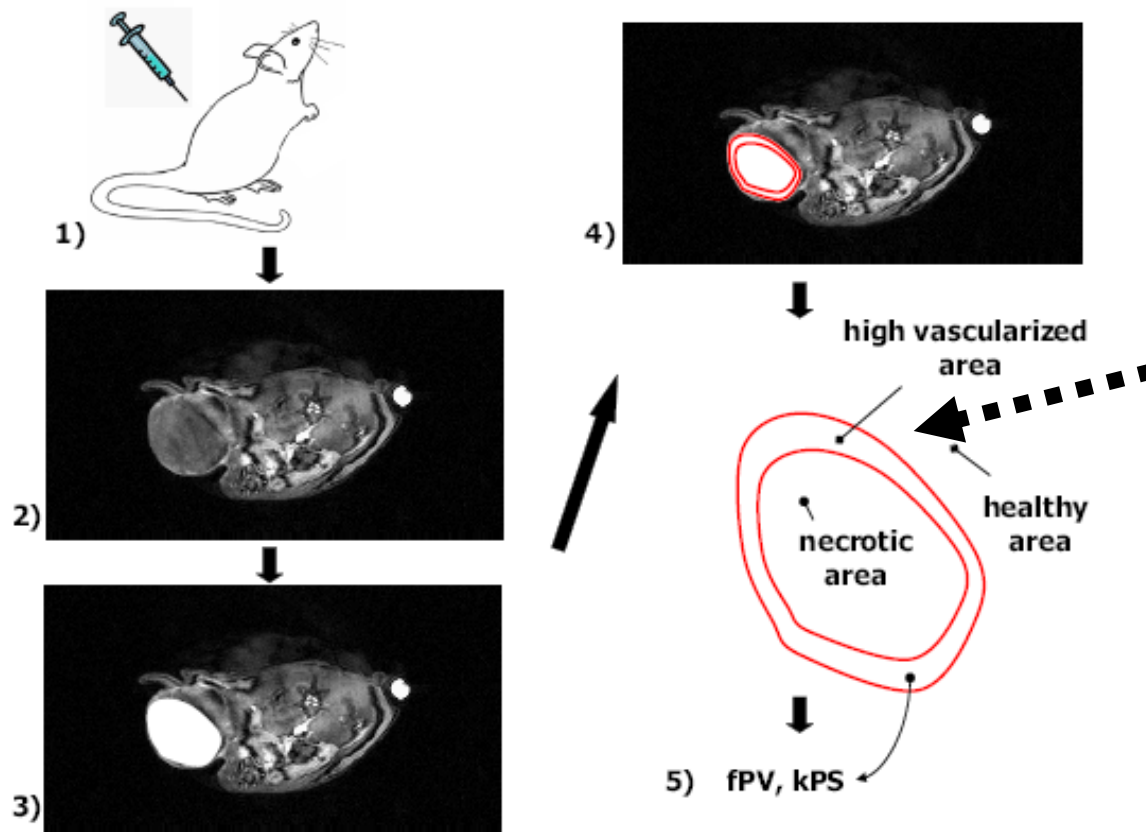 1)
2)
3)
4)
high vascularized
area
healthy
area
necrotic
area
5) fPV, kPS